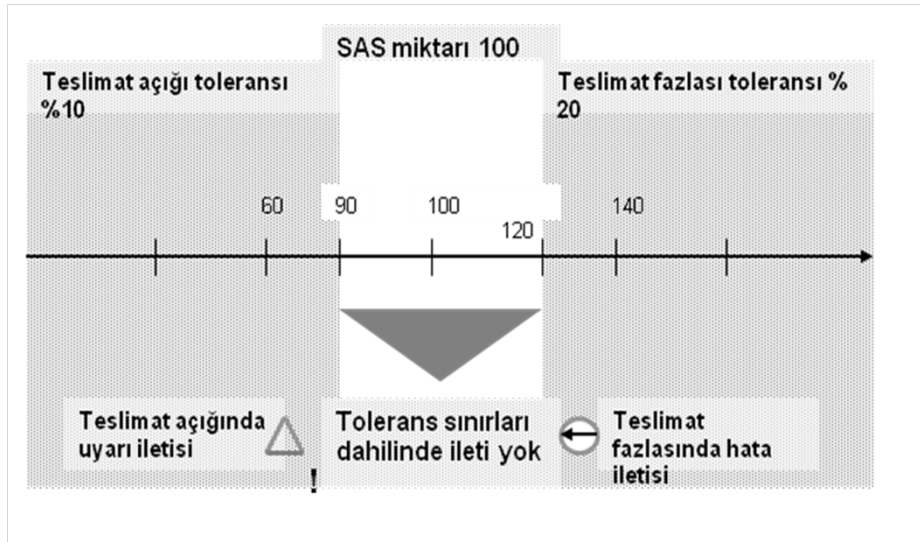 SAS miktarı 100
Teslimat açığı toleransı
%10
Teslimat fazlası toleransı %
20
60
90
100
120
140
Teslimat açığında
uyarı iletisi
!
Tolerans sınırları
dahilinde ileti yok
Teslimat
fazlasında hata
iletisi